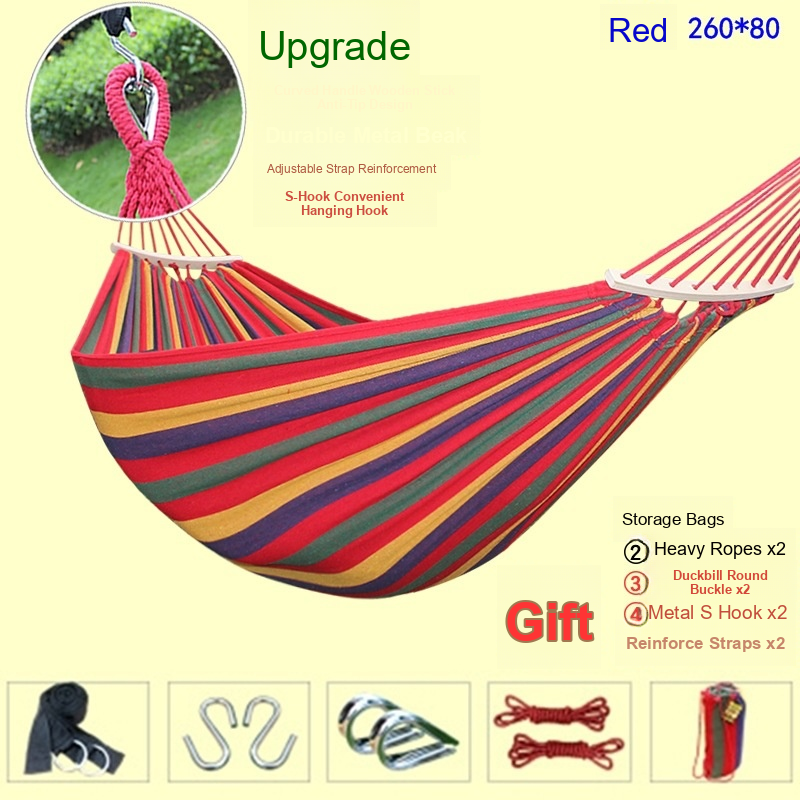 Upgrade
Red 260*80
Adjustable Strap Reinforcement
S-Hook Convenient
Hanging Hook
Storage Bags
② Heavy Ropes x2
③ Duckbill Round
Buckle x2
④ Metal S Hook x2
Reinforce Straps x2
Gift